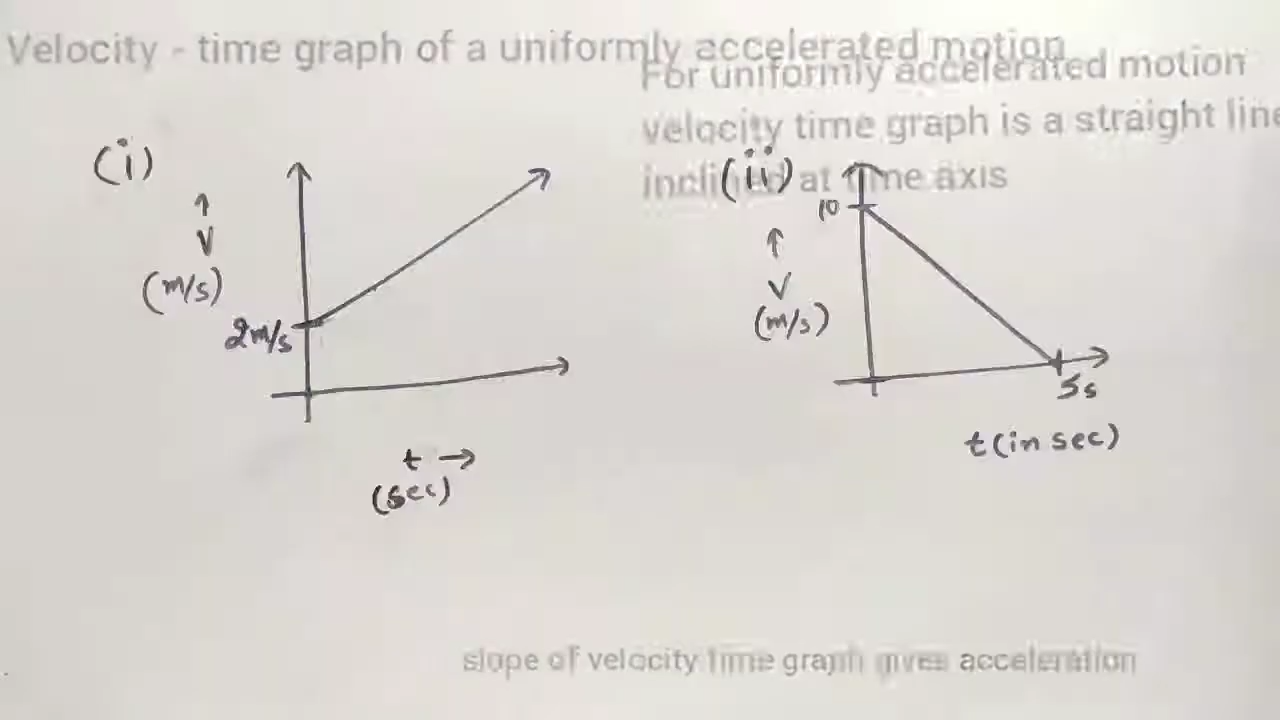 Velocity - time graph of a uniformly accelerated motion
For uniformly accelerated motion
velocity time graph is a straight line
inclined at time axis
(i)
V
(m/s)
2m/s
t
(sec)
(ii)
10
V
(m/s)
5s
t(in sec)
slope of velocity time graph gives acceleration